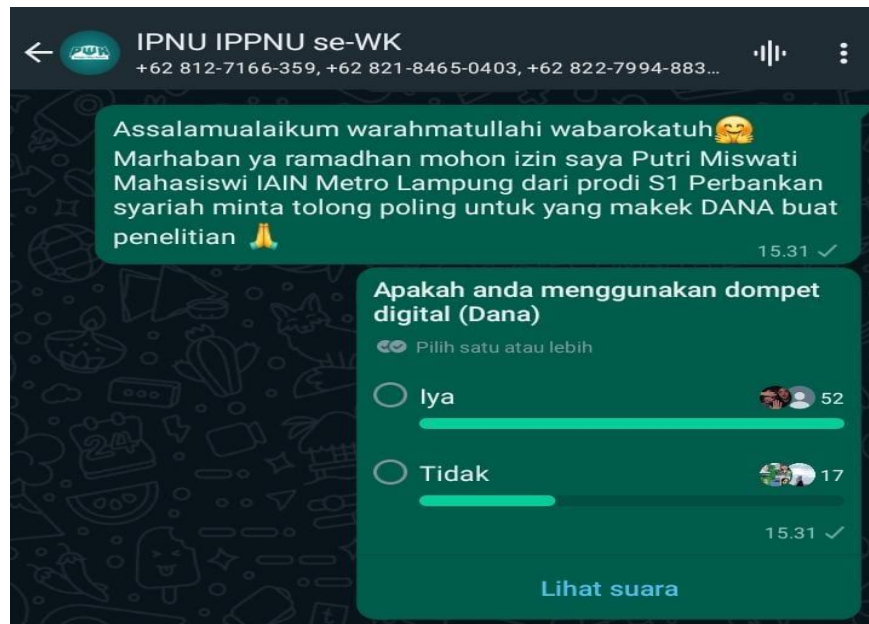 IPNU IPPNU se-WK
+62 812-7166-359, +62 821-8465-0403, +62 822-7994-883...
Assalamualaikum warahmatullahi wabarokatuh🤗
Marhaban ya ramadhan mohon izin saya Putri Miswati
Mahasiswi IAIN Metro Lampung dari prodi S1 Perbankan
syariah minta tolong poling untuk yang makek DANA buat
penelitian 🙏
15.31
Apakah anda menggunakan dompet
digital (Dana)
Pilih satu atau lebih
Iya 52
Tidak 17
15.31
Lihat suara